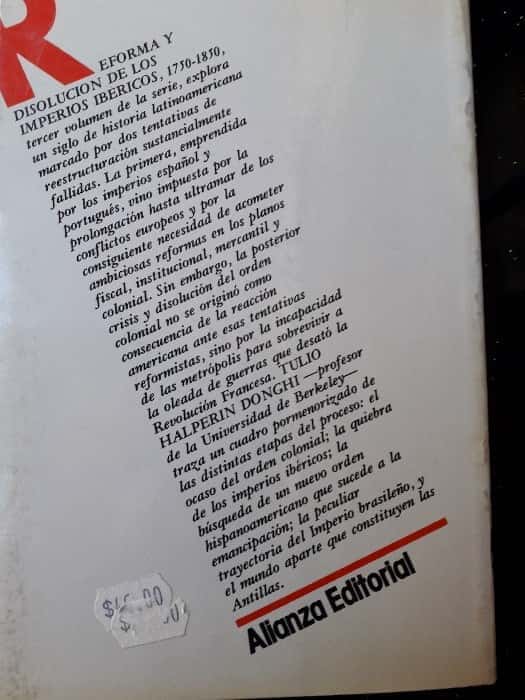 REFORMA Y
DISOLUCION DE LOS
IMPERIOS IBERICOS, 1750-1850,
tercer volumen de la serie, explora
un siglo de historia latinoamericana
marcado por dos tentativas de
reestructuración sustancialmente
fallidas. La primera, emprendida
por los imperios español y
portugués, vino impuesta por la
prolongación hasta ultramar de los
conflictos europeos y por la
consiguiente necesidad de acometer
ambiciosas reformas en los planos
fiscal, institucional, mercantil y
colonial. Sin embargo, la posterior
crisis y disolución del orden
colonial no se originó como
consecuencia de la reacción
americana ante esas tentativas
reformistas, sino por la incapacidad
de las metrópolis para sobrevivir a
la oleada de guerras que desató la
Revolución Francesa. TULIO
HALPERIN DONGHI —profesor
de la Universidad de Berkeley—
traza un cuadro pormenorizado de
las distintas etapas del proceso: el
ocaso del orden colonial; la quiebra
de los imperios ibéricos; la
búsqueda de un nuevo orden
hispanoamericano que sucede a la
emancipación; la peculiar
trayectoria del Imperio brasileño, y
el mundo aparte que constituyen las
Antillas.
Alianza Editorial